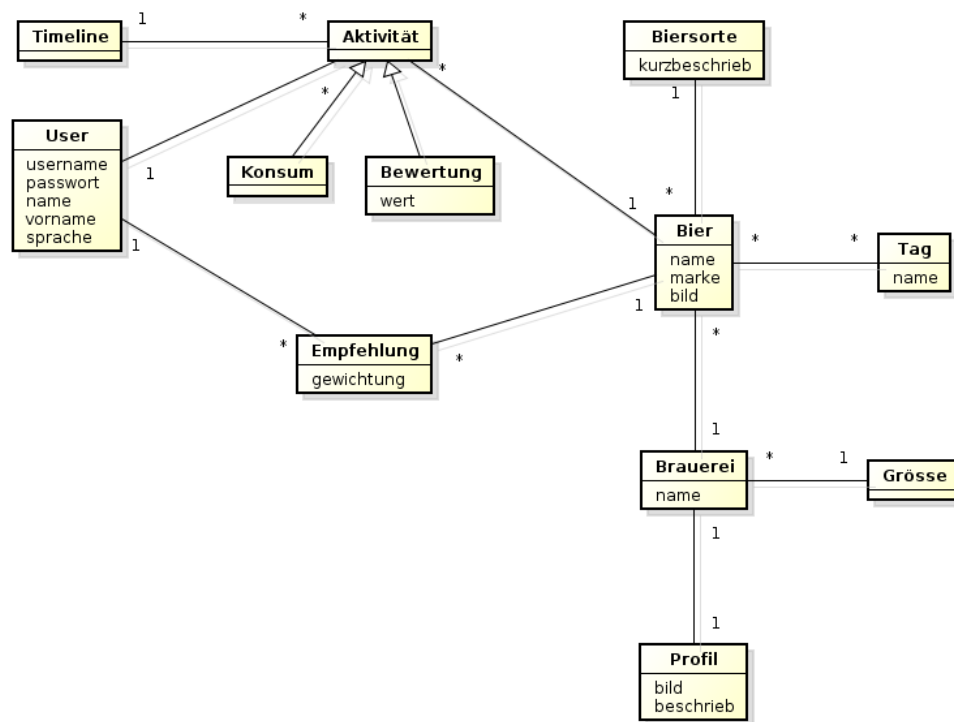 Timeline
1
*
Aktivität
Biersorte
kurzbeschrieb
*
*
1
User
username
passwort
name
vorname
sprache
1
Konsum
Bewertung
wert
*
1
Bier
name
marke
bild
*
*
Tag
name
1
1
*
*
Empfehlung
gewichtung
*
1
Brauerei
name
*
1
Grösse
1
1
Profil
bild
beschrieb